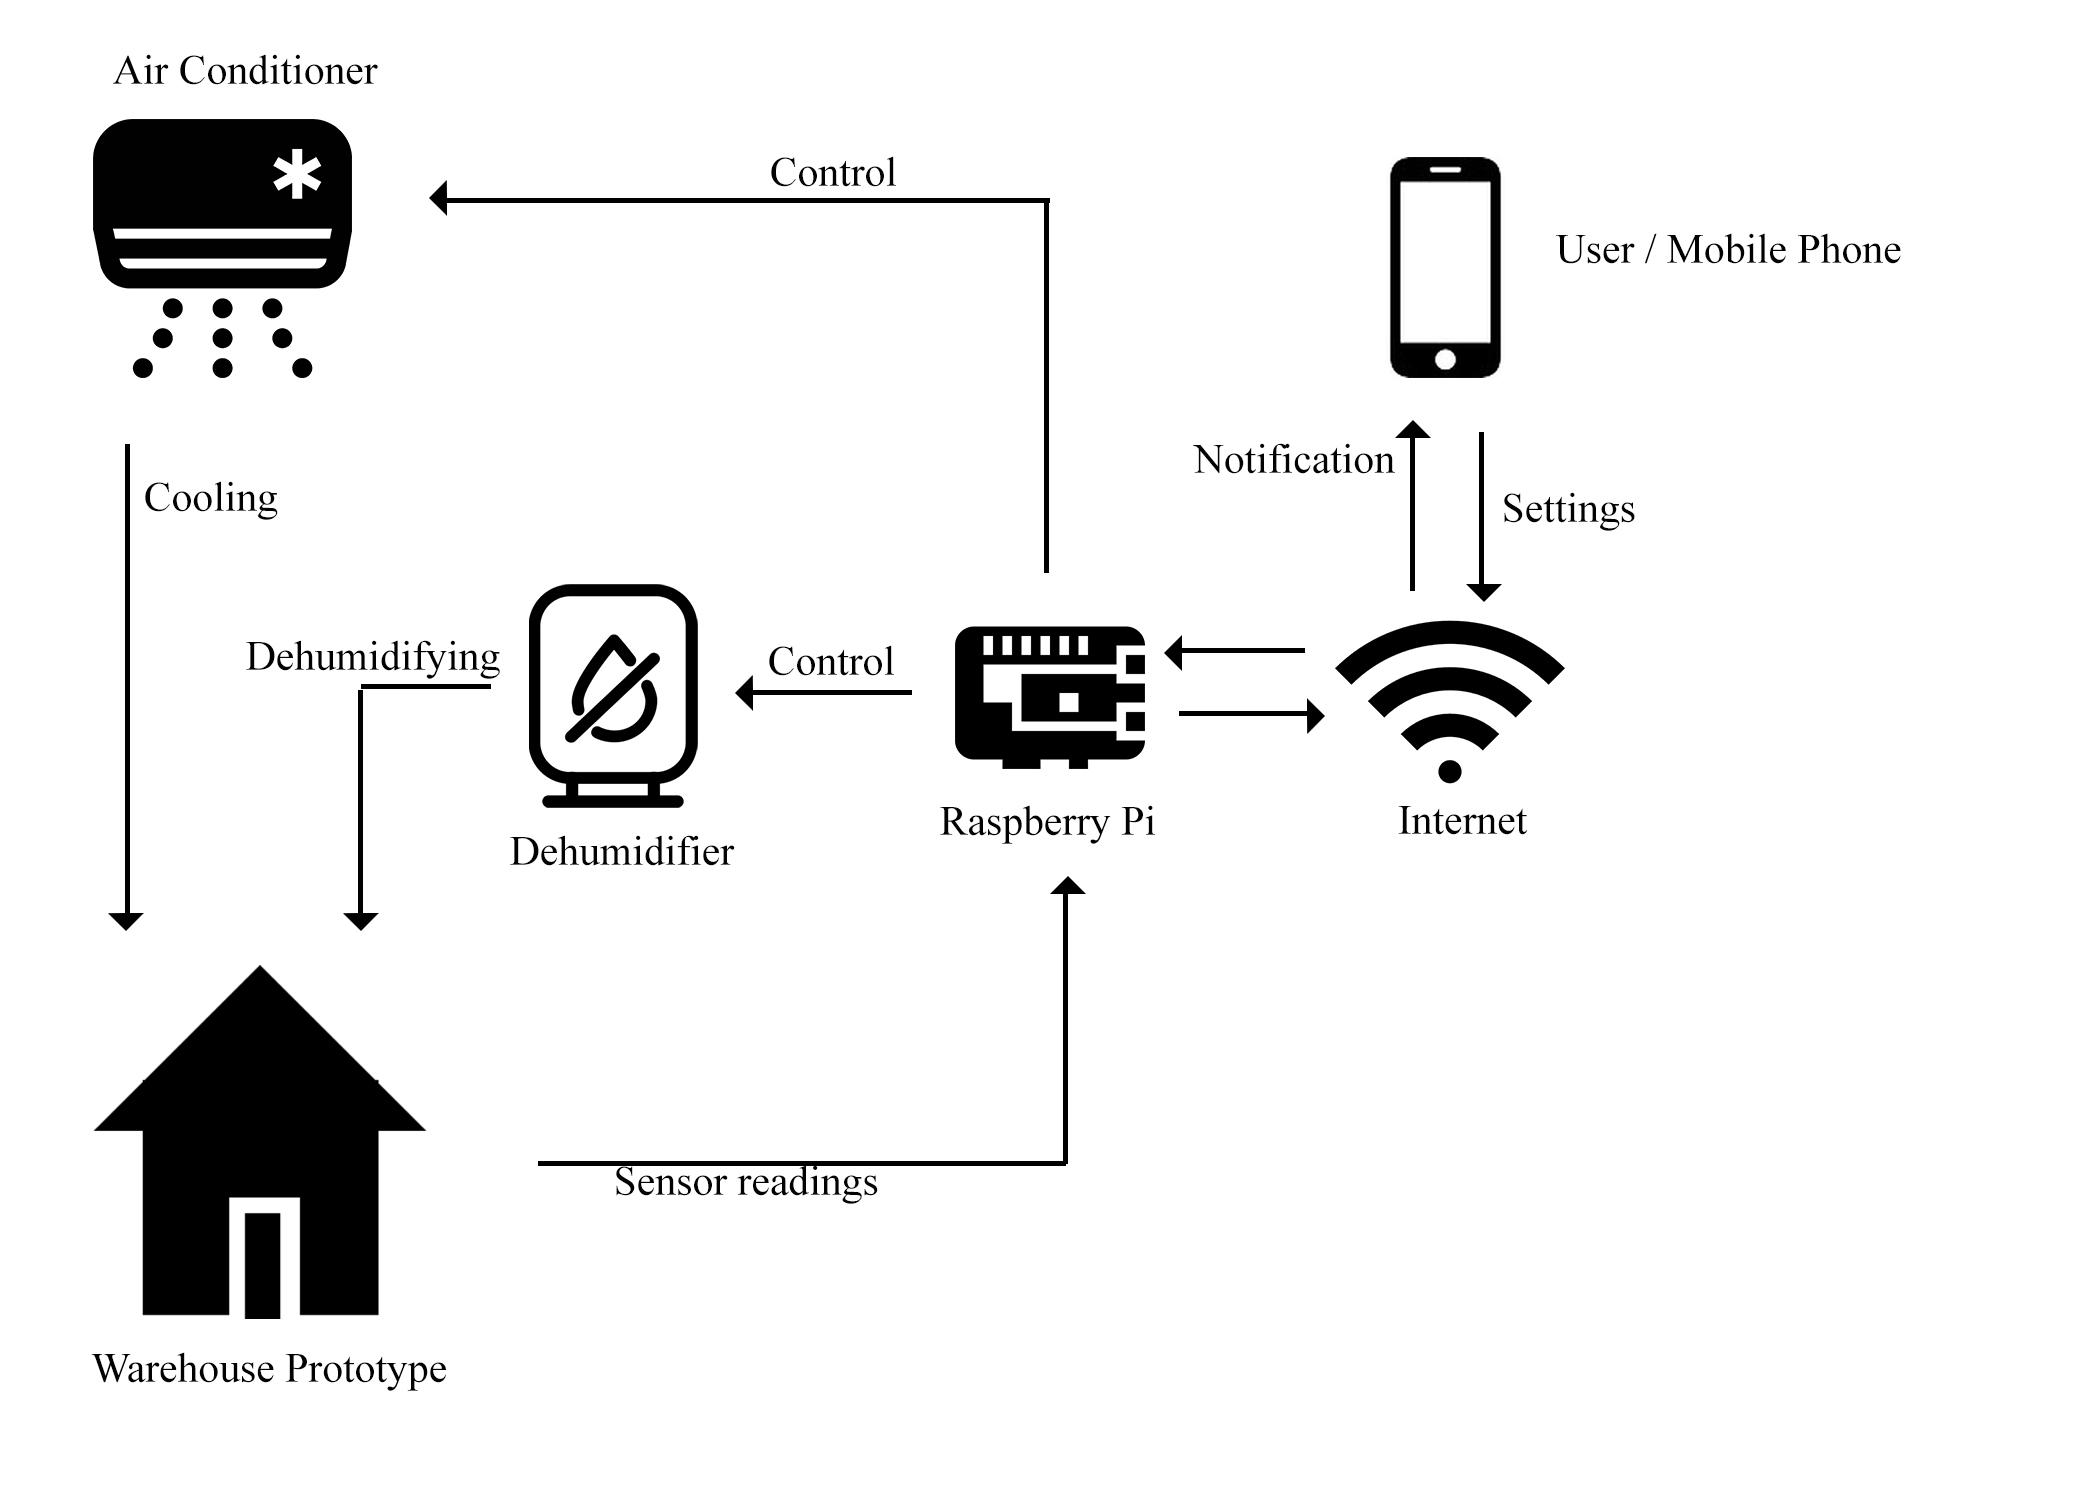 Air Conditioner
Control
User / Mobile Phone
Notification
Cooling
Settings
Dehumidifying
Control
Raspberry Pi
Internet
Dehumidifier
Sensor readings
Warehouse Prototype